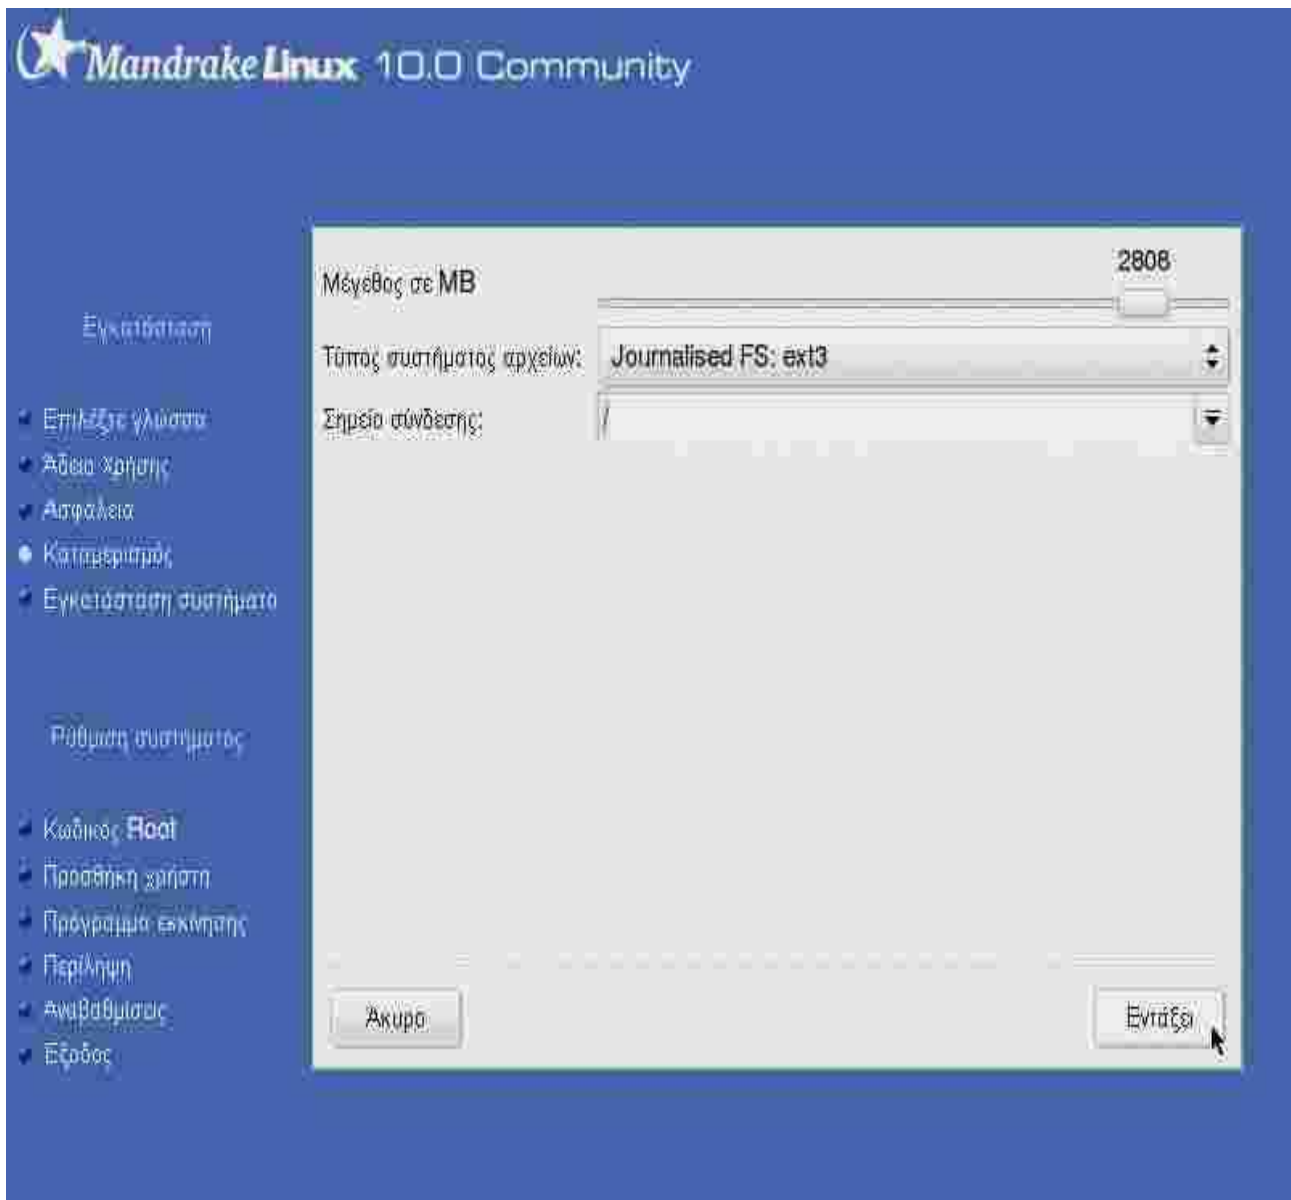 Mandrake Linux 10.0 Community
Μέγεθος σε MB
2808
Τύπος συστήματος αρχείων:
Journalised FS: ext3
Σημείο σύνδεσης:
/
Εγκατάσταση
Επιλέξτε γλώσσα
Άδεια Χρήσης
Ασφάλεια
Καταμερισμός
Εγκατάσταση συστήματο
Ρύθμιση συστήματος
Κωδικός Root
Προσθήκη χρήστη
Πρόγραμμα εκκίνησης
Περίληψη
Αναβαθμίσεις
Έξοδος
Άκυρο
Εντάξει